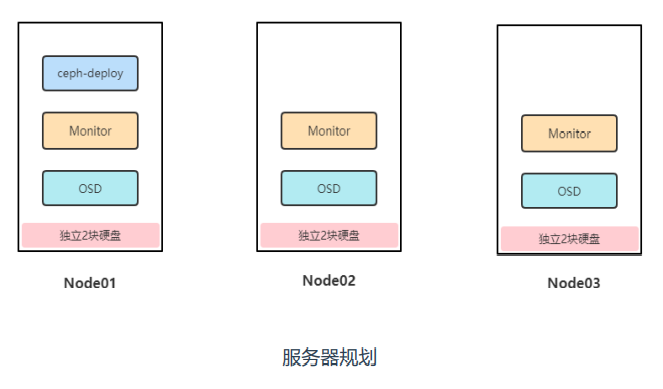 ceph-deploy
Monitor
OSD
独立2块硬盘
Node01
Monitor
OSD
独立2块硬盘
Node02
Monitor
OSD
独立2块硬盘
Node03
服务器规划